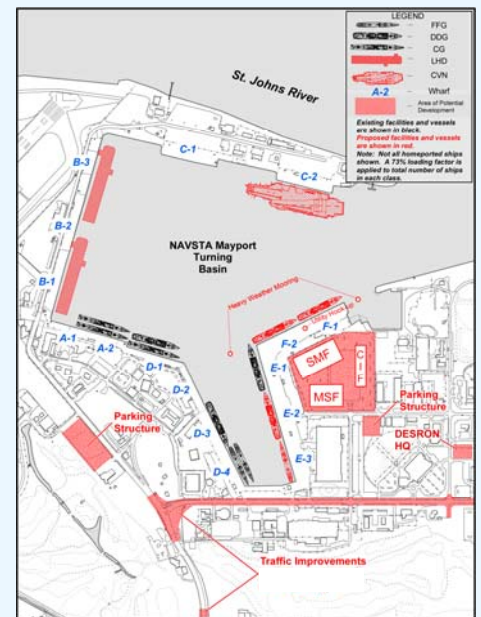 LEGEND
FFG
DDG
CG
LHD
CVN
A-2
Wharf
Area of Potential
Development
Existing facilities and vessels
are shown in black.
Proposed facilities and vessels
are shown in red.
Note: Not all homeported ships
shown. A 73% loading factor is
applied to total number of ships
in each class.
St. Johns River
C-1
B-3
C-2
B-2
NAVSTA Mayport
Turning
Basin
B-1
Heavy Weather Mooring
Utility Hook Up
F-1
A-1
A-2
F-2
D-1
E-1
SMF
CIF
D-2
MSF
Parking
Structure
E-2
Parking
Structure
D-3
DESRON
HQ
E-3
D-4
Traffic Improvements